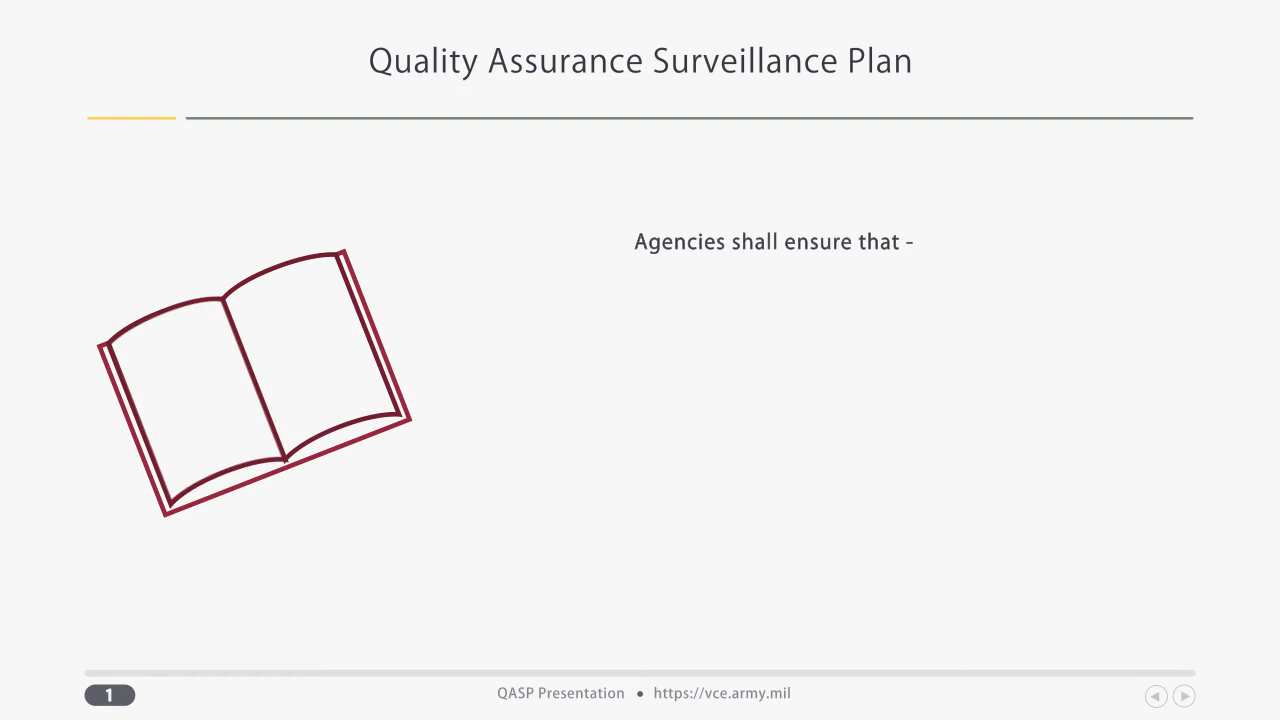 Quality Assurance Surveillance Plan
Agencies shall ensure that -
1
QASP Presentation • https://vce.army.mil